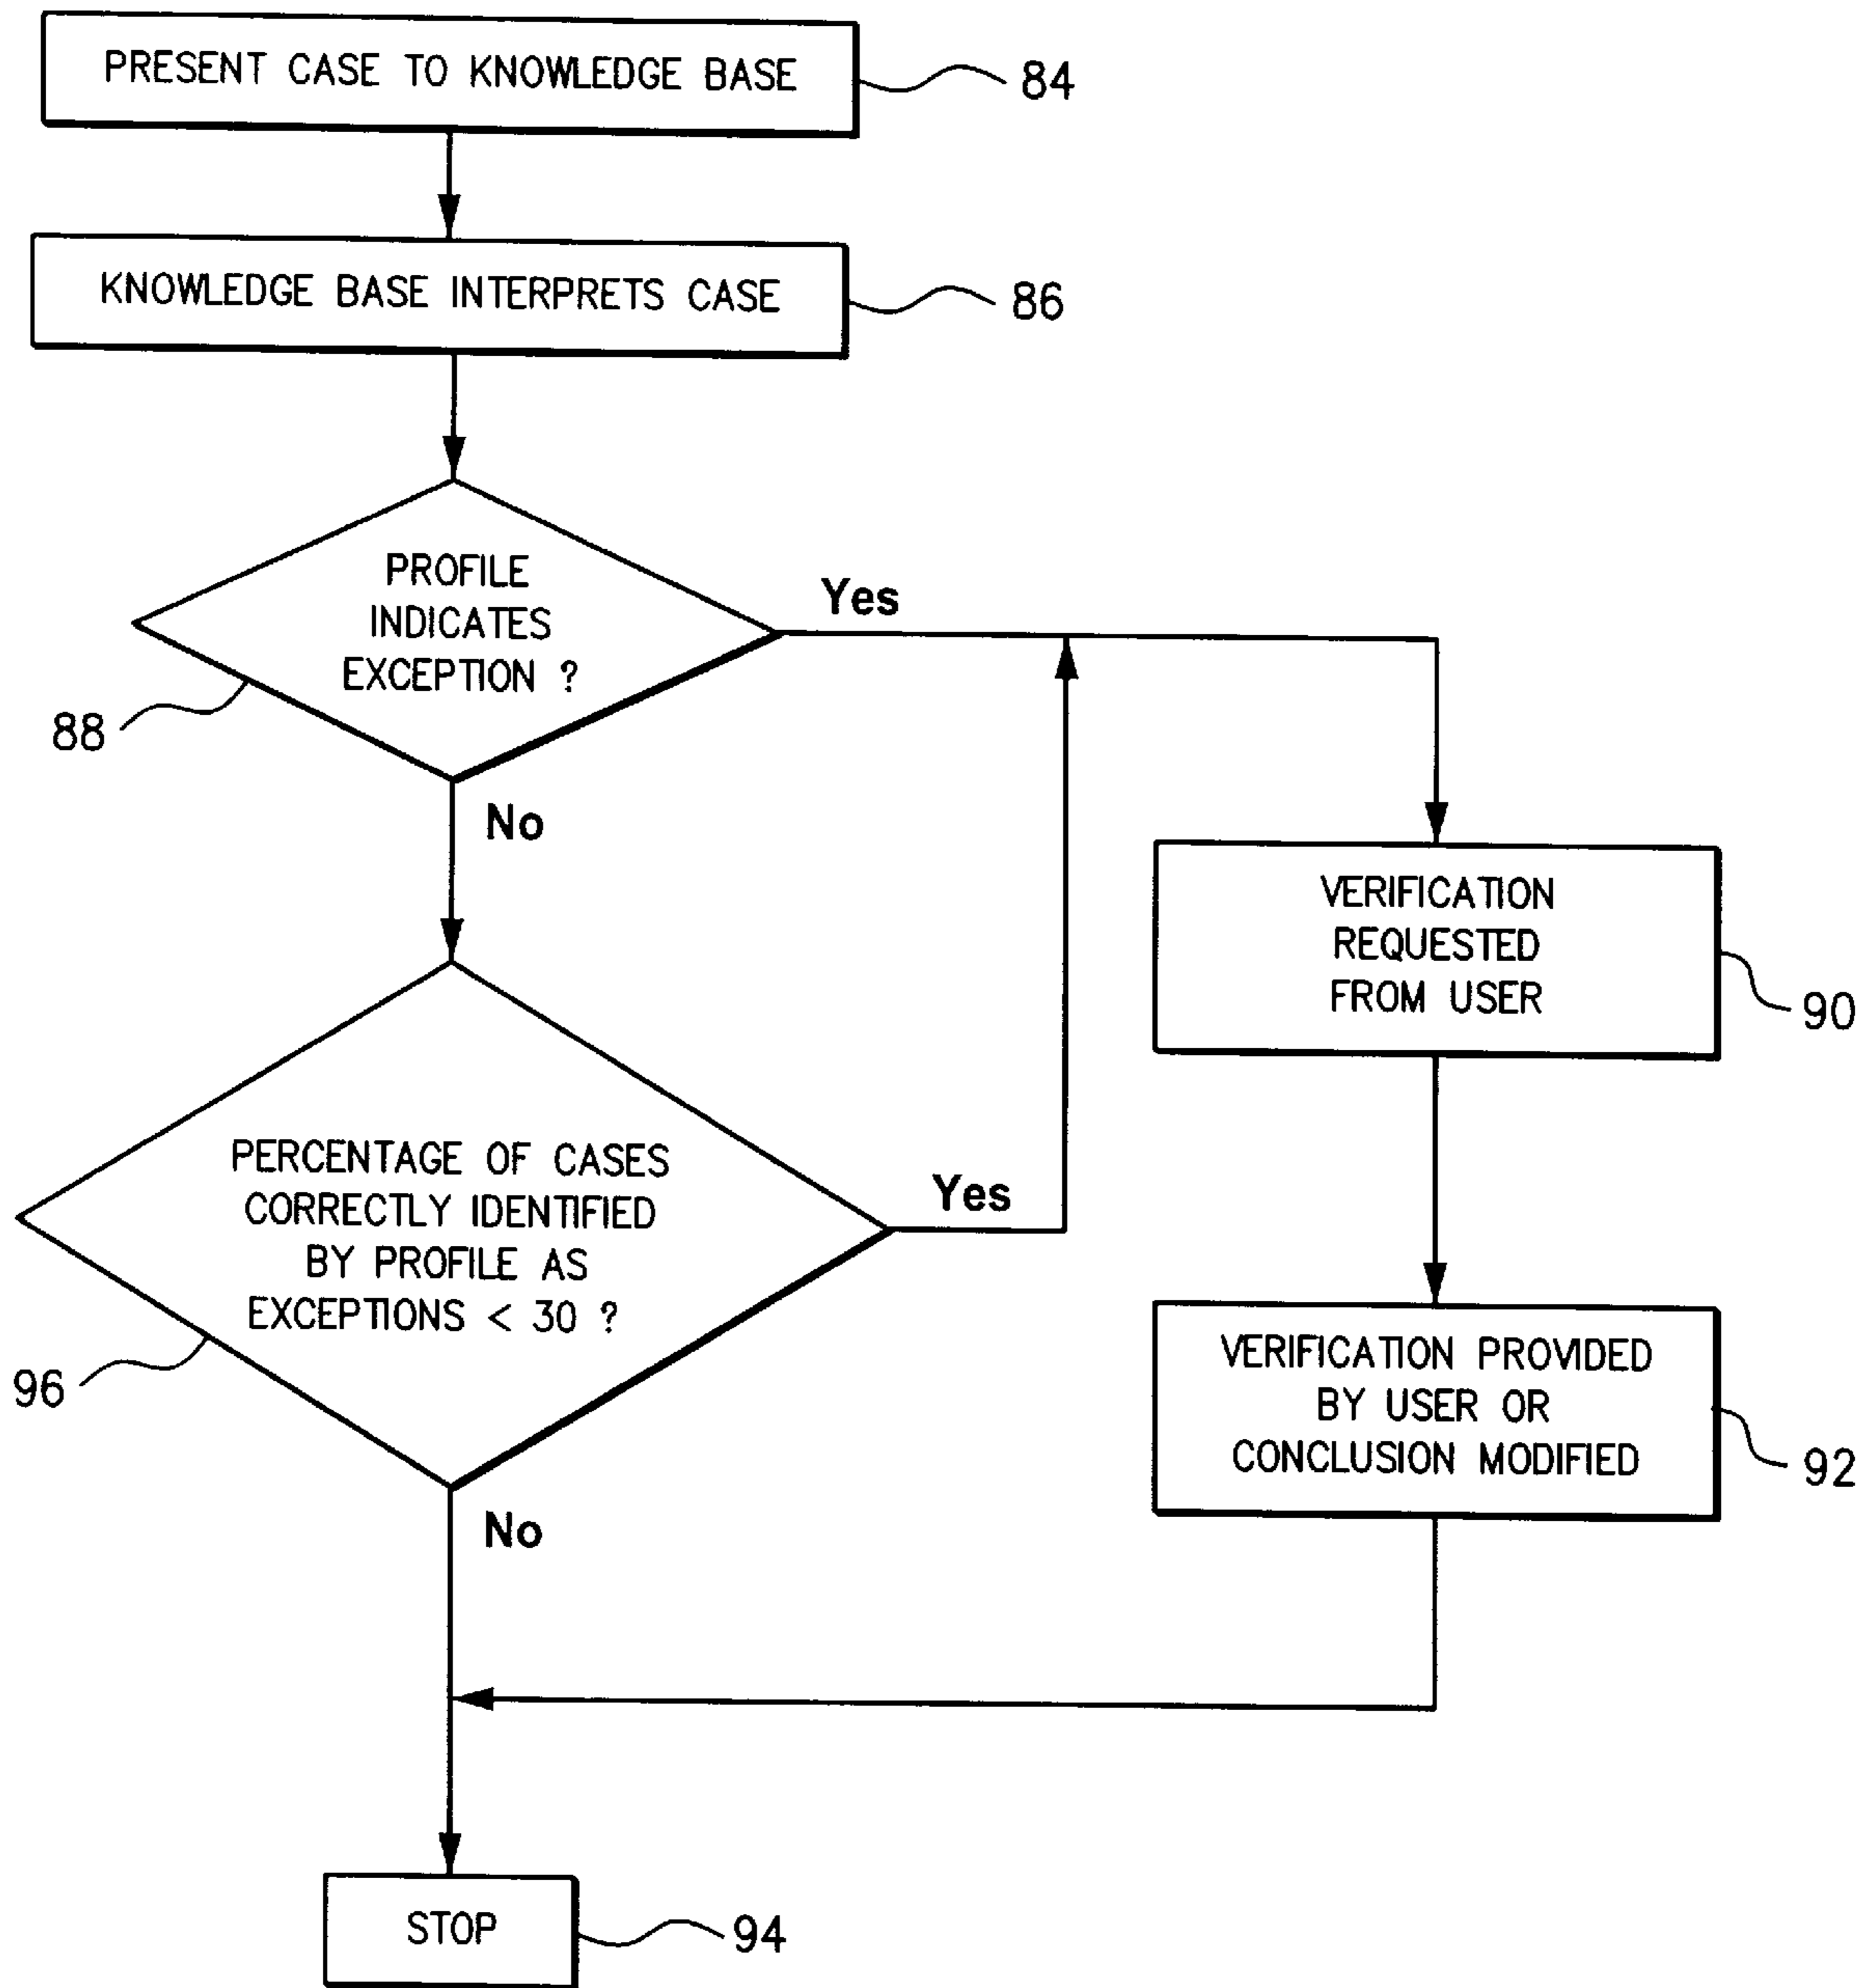 PRESENT CASE TO KNOWLEDGE BASE
84
KNOWLEDGE BASE INTERPRETS CASE
86
PROFILE
INDICATES
EXCEPTION ?
88
Yes
No
VERIFICATION
REQUESTED
FROM USER
90
PERCENTAGE OF CASES
CORRECTLY IDENTIFIED
BY PROFILE AS
EXCEPTIONS < 30 ?
96
Yes
No
VERIFICATION PROVIDED
BY USER OR
CONCLUSION MODIFIED
92
STOP
94